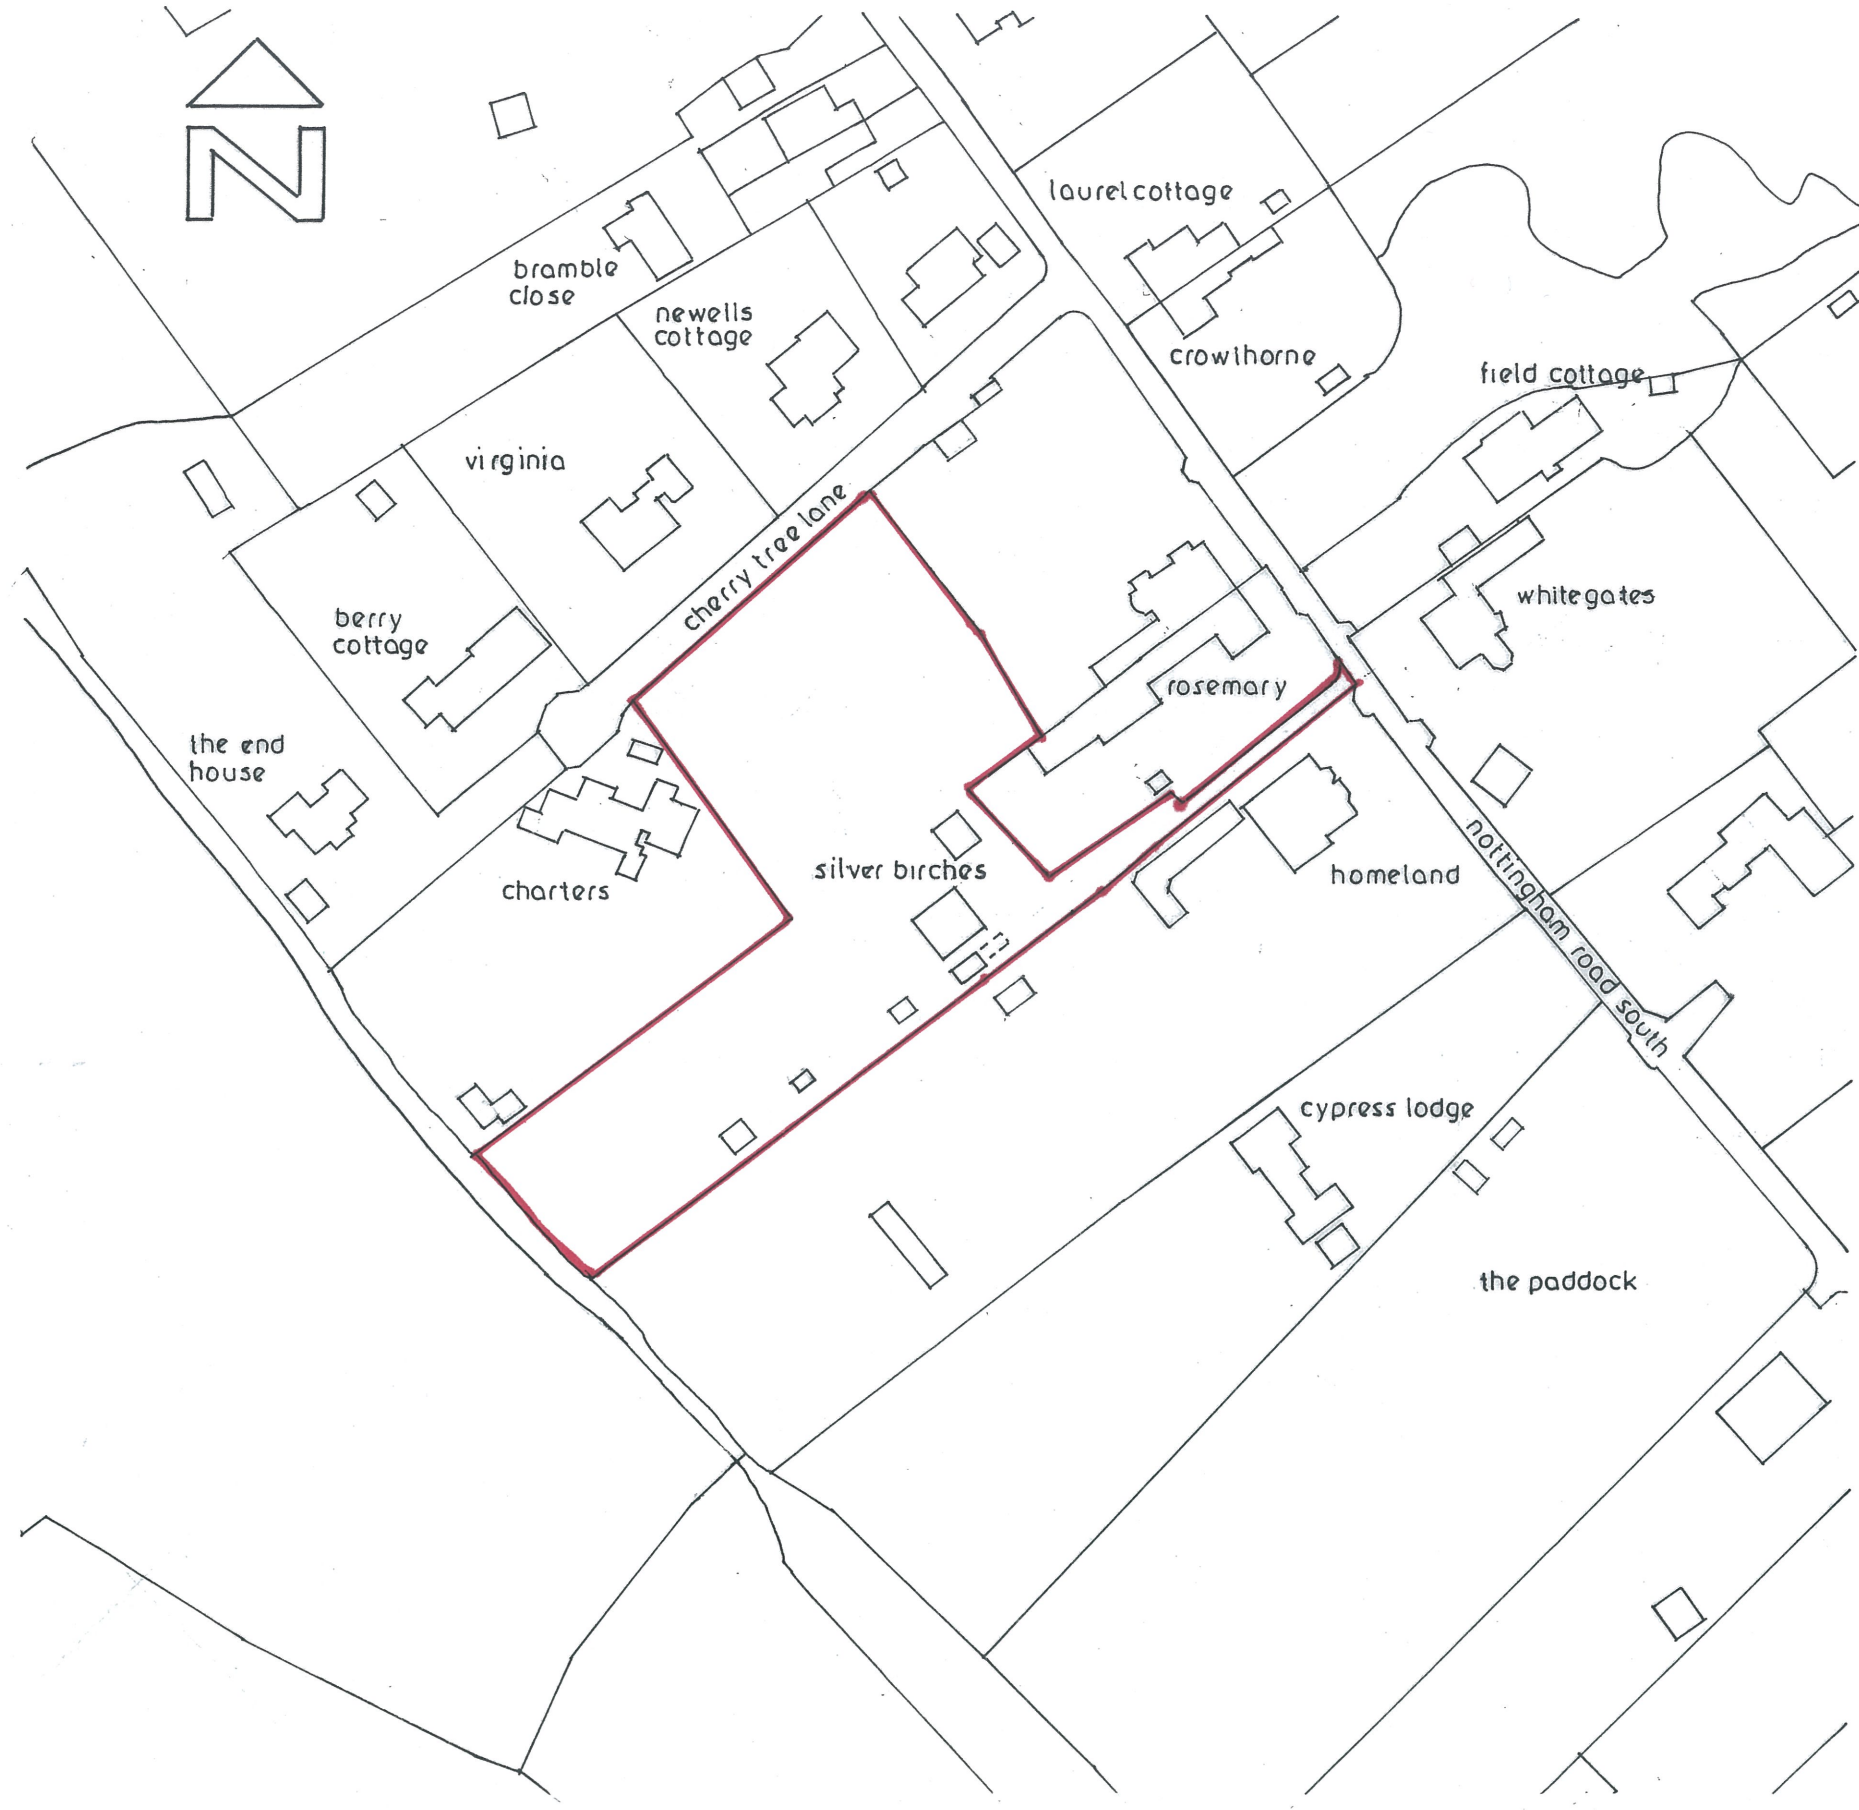 N
laurel cottage
bramble
close
newells
cottage
crowthorne
field cottage
virginia
cherry tree lane
whitegates
berry
cottage
rosemary
the end
house
silver birches
charters
homeland
nottingham road south
cypress lodge
the paddock